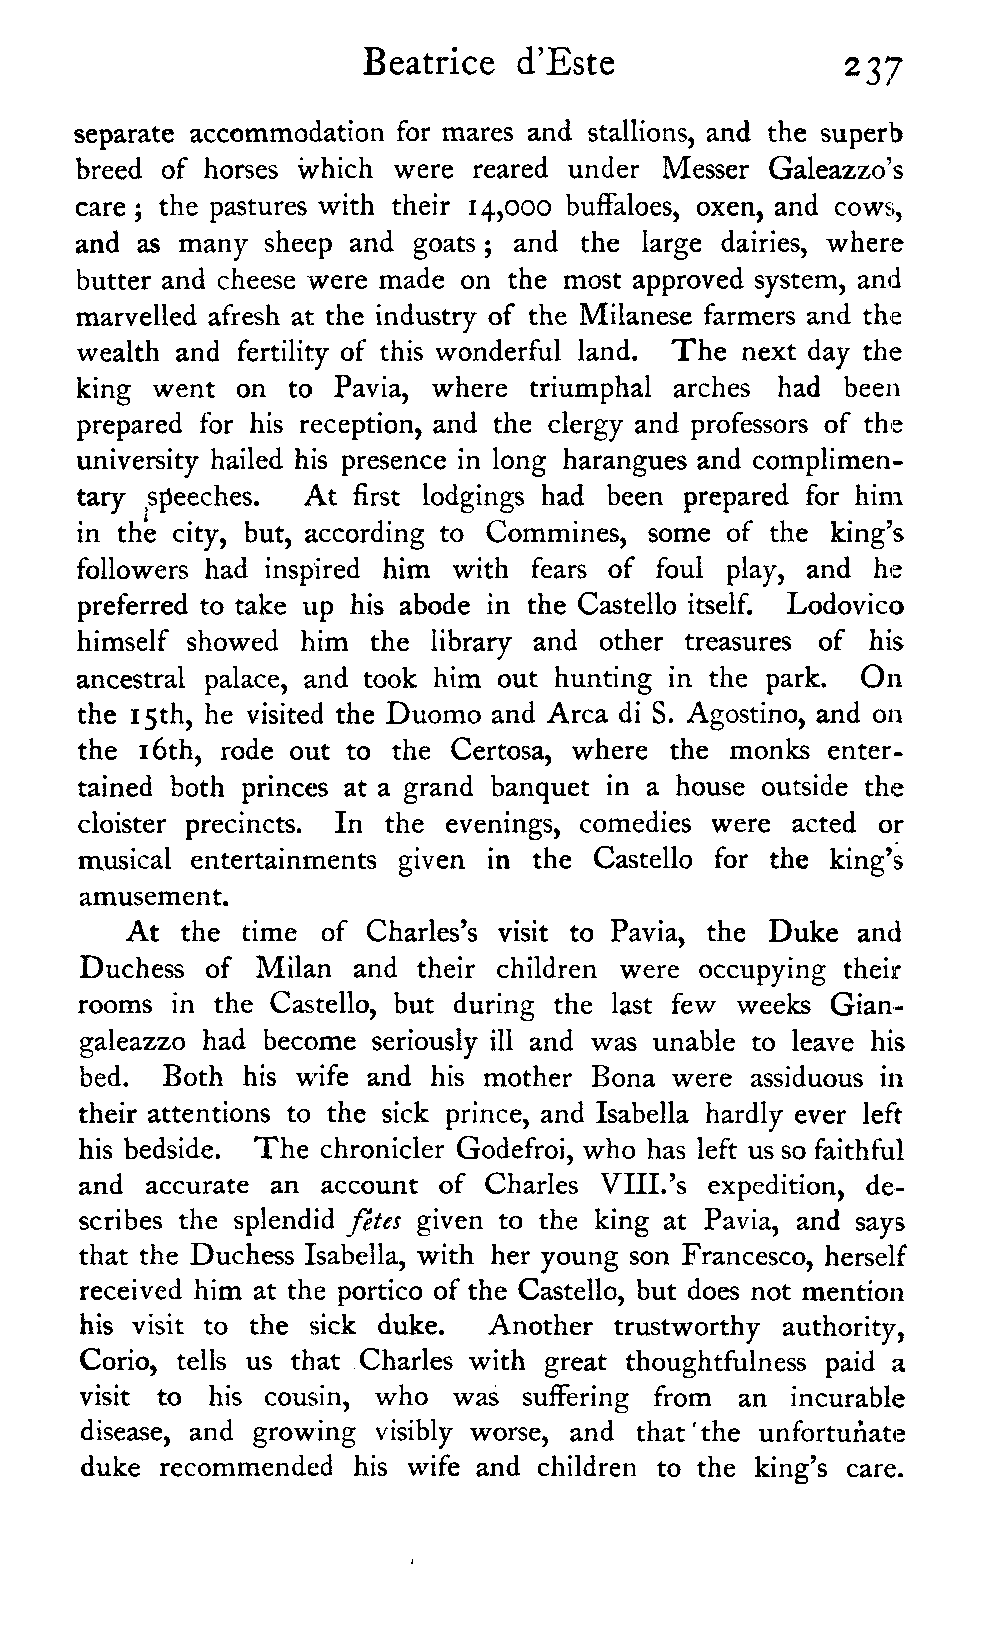 Beatrice d'Este 237
separate accommodation for mares and stallions, and the superb
breed of horses which were reared under Messer Galeazzo's
care ; the pastures with their 14,000 buffaloes, oxen, and cows,
and as many sheep and goats ; and the large dairies, where
butter and cheese were made on the most approved system, and
marvelled afresh at the industry of the Milanese farmers and the
wealth and fertility of this wonderful land. The next day the
king went on to Pavia, where triumphal arches had been
prepared for his reception, and the clergy and professors of the
university hailed his presence in long harangues and complimen-
tary speeches. At first lodgings had been prepared for him
in the city, but, according to Commines, some of the king's
followers had inspired him with fears of foul play, and he
preferred to take up his abode in the Castello itself. Lodovico
himself showed him the library and other treasures of his
ancestral palace, and took him out hunting in the park. On
the 15th, he visited the Duomo and Arca di S. Agostino, and on
the 16th, rode out to the Certosa, where the monks enter-
tained both princes at a grand banquet in a house outside the
cloister precincts. In the evenings, comedies were acted or
musical entertainments given in the Castello for the king's
amusement.
At the time of Charles's visit to Pavia, the Duke and
Duchess of Milan and their children were occupying their
rooms in the Castello, but during the last few weeks Gian-
galeazzo had become seriously ill and was unable to leave his
bed. Both his wife and his mother Bona were assiduous in
their attentions to the sick prince, and Isabella hardly ever left
his bedside. The chronicler Godefroi, who has left us so faithful
and accurate an account of Charles VIII.'s expedition, de-
scribes the splendid fêtes given to the king at Pavia, and says
that the Duchess Isabella, with her young son Francesco, herself
received him at the portico of the Castello, but does not mention
his visit to the sick duke. Another trustworthy authority,
Corio, tells us that Charles with great thoughtfulness paid a
visit to his cousin, who was suffering from an incurable
disease, and growing visibly worse, and that the unfortunate
duke recommended his wife and children to the king's care.